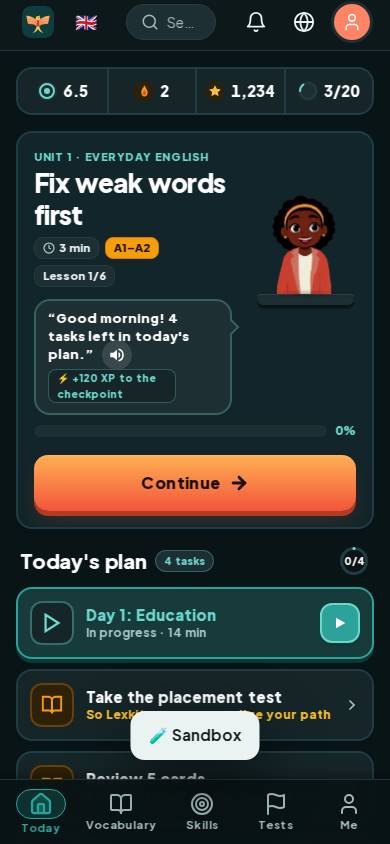 Se...
6.5
2
1,234
3/20
UNIT 1 · EVERYDAY ENGLISH
Fix weak words
first
3 min
A1–A2
Lesson 1/6
“Good morning! 4
tasks left in today's
plan.”
⚡ +120 XP to the
checkpoint
0%
Continue →
Today's plan
4 tasks
0/4
Day 1: Education
In progress · 14 min
Take the placement test
So Lexi your path
🧪 Sandbox
Review 5 cards
Today
Vocabulary
Skills
Tests
Me